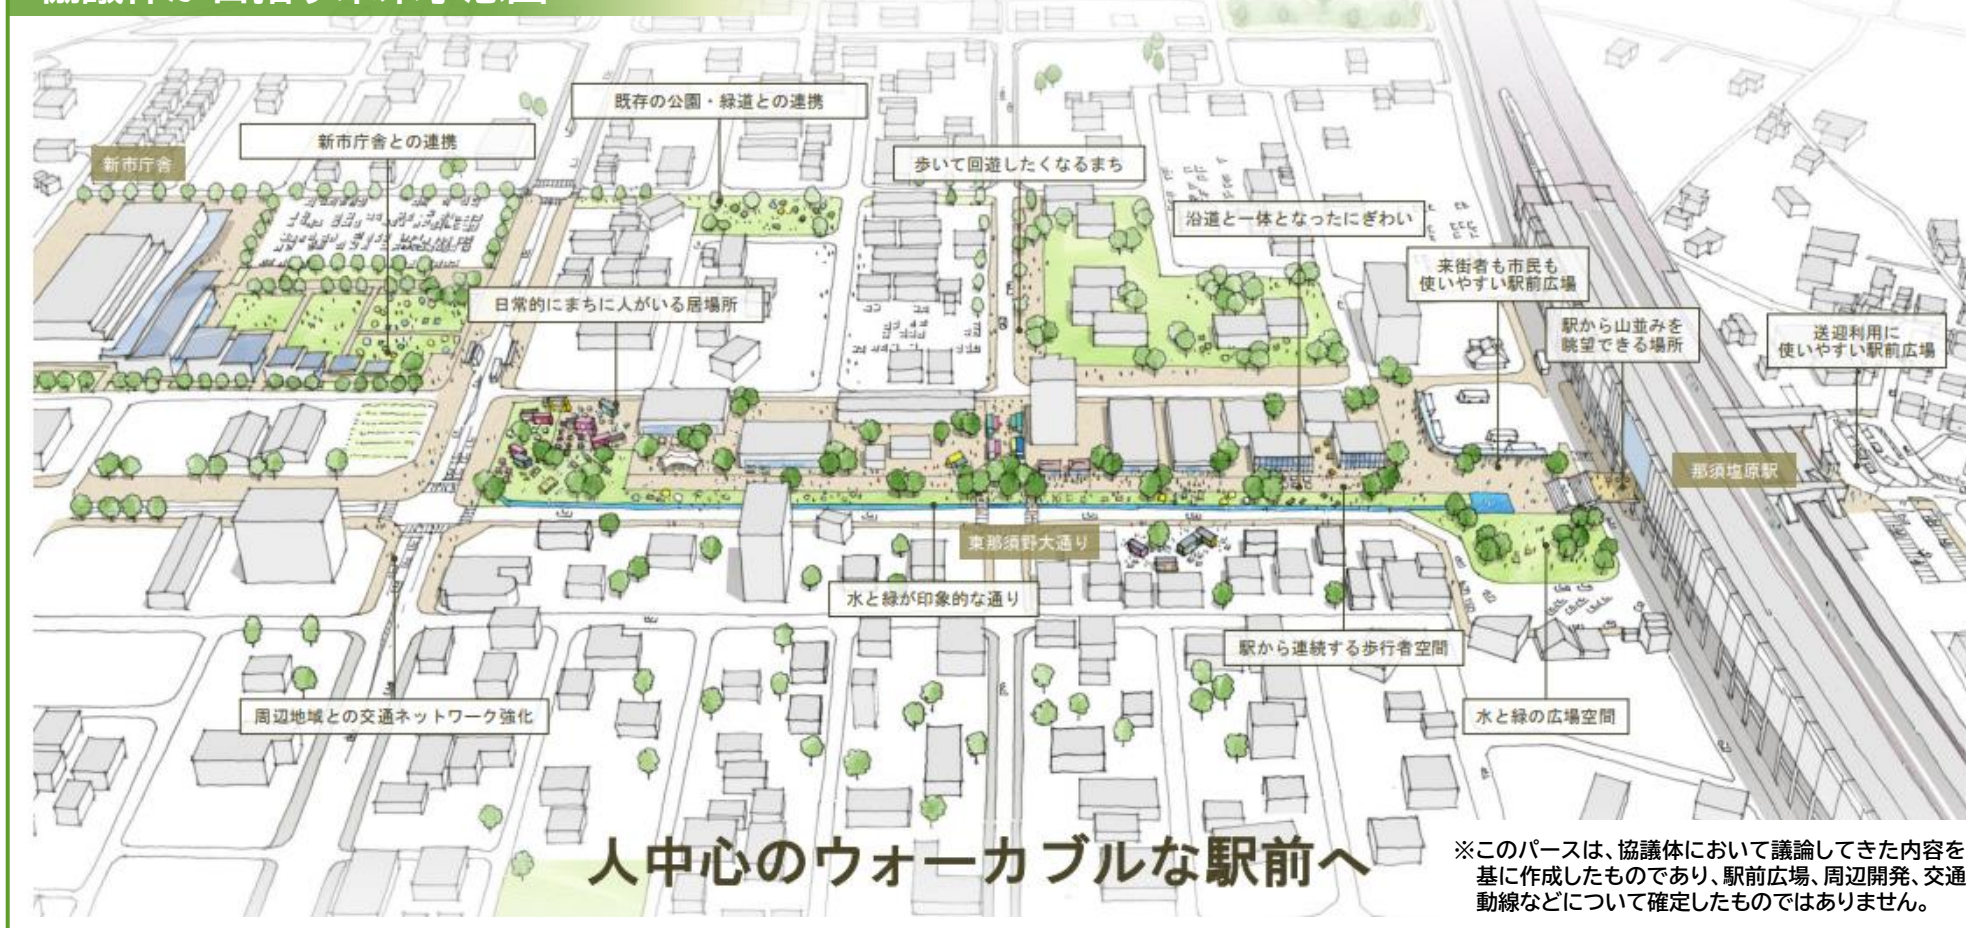 既存の公園・緑道との連携
新市庁舎との連携
新市庁舎
歩いて回遊したくなるまち
沿道と一体となったにぎわい
来街者も市民も
使いやすい駅前広場
日常的にまちに人がいる居場所
駅から山並みを
眺望できる場所
送迎利用に
使いやすい駅前広場
那須塩原駅
東那須野大通り
水と緑が印象的な通り
駅から連続する歩行者空間
周辺地域との交通ネットワーク強化
水と緑の広場空間
人中心のウォーカブルな駅前へ
※このパースは、協議体において議論してきた内容を
基に作成したものであり、駅前広場、周辺開発、交通
動線などについて確定したものではありません。